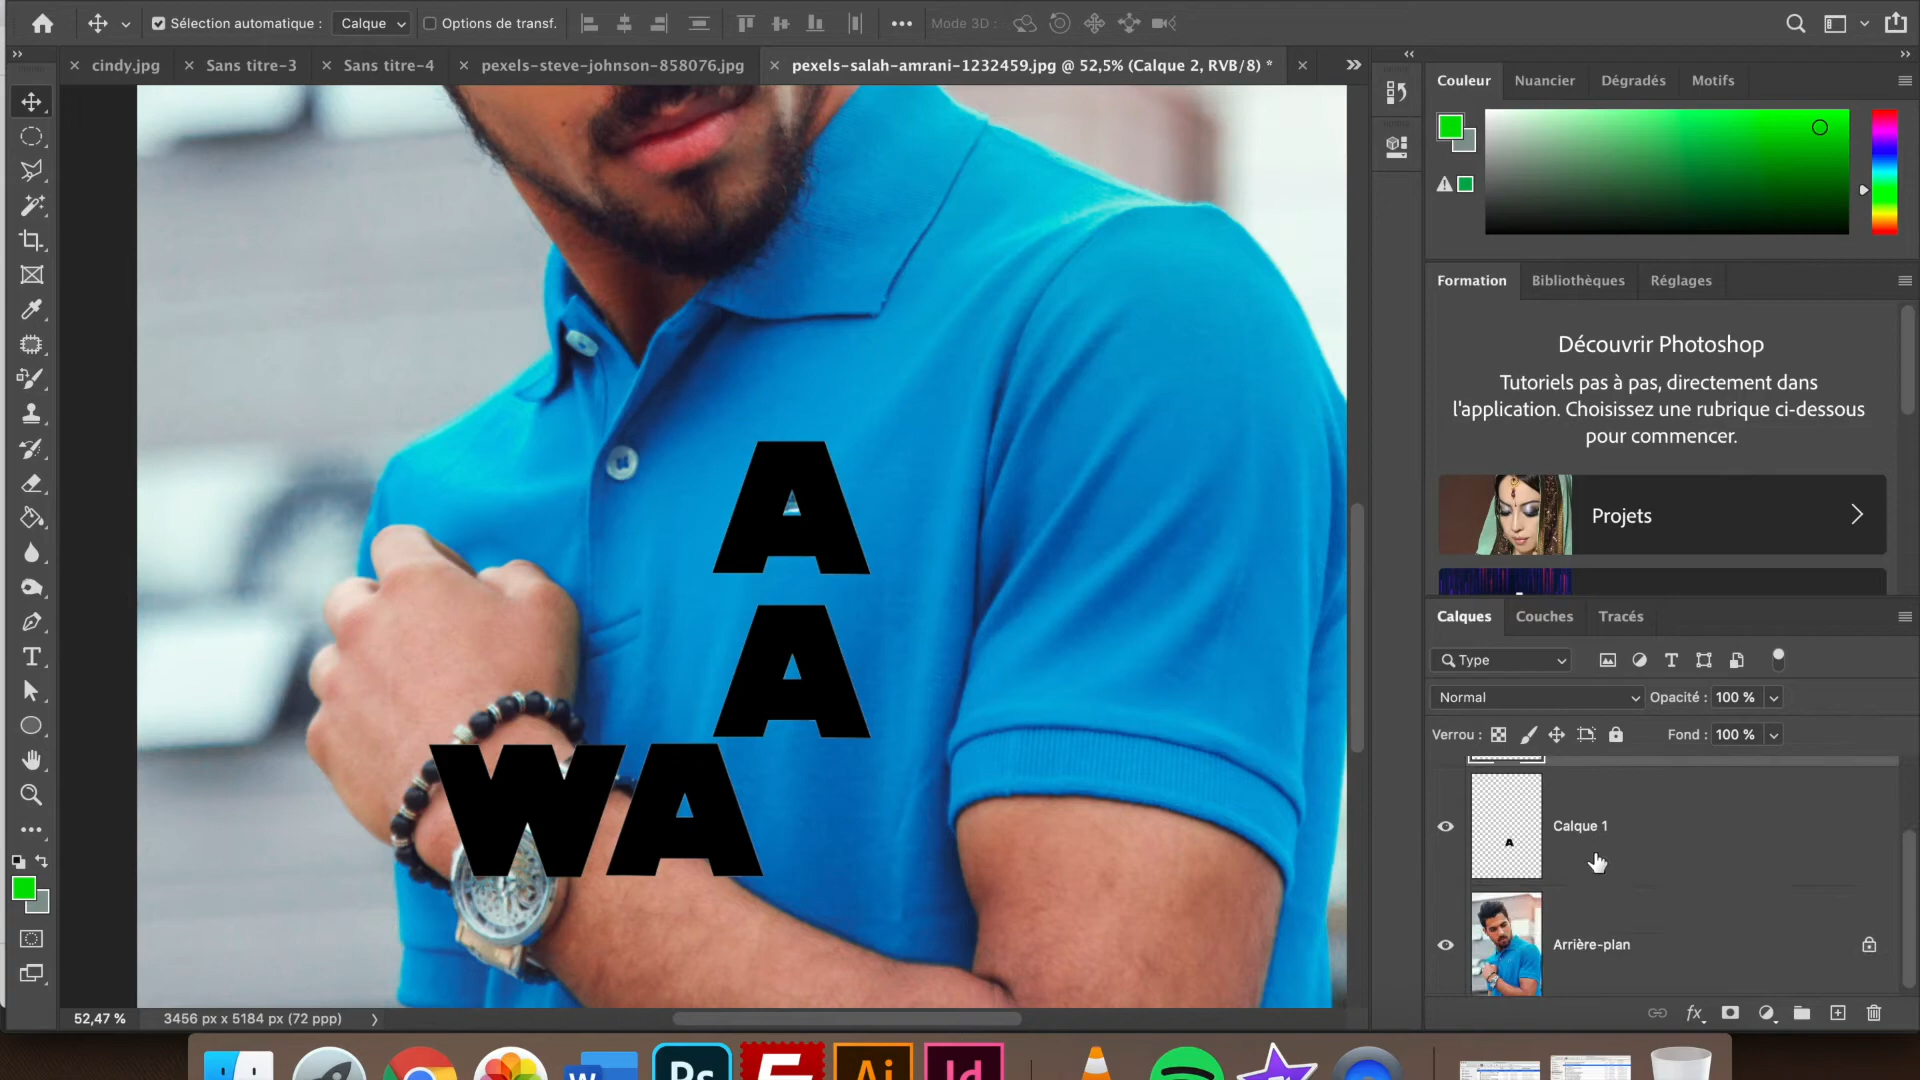 Sélection automatique :
Calque
Options de transf.
Mode 3D :
cindy.jpg
Sans titre-3
Sans titre-4
pexels-steve-johnson-858076.jpg
pexels-salah-amrani-1232459.jpg @ 52,5% (Calque 2, RVB/8) *
Couleur
Nuancier
Dégradés
Motifs
Formation
Bibliothèques
Réglages
Découvrir Photoshop
Tutoriels pas à pas, directement dans
l'application. Choisissez une rubrique ci-dessous
pour commencer.
Projets
A
A
WA
Calques
Couches
Tracés
Type
Normal
Opacité : 100 %
Verrou :
Fond : 100 %
A
Calque 1
Arrière-plan
fx
52,47 %
3456 px x 5184 px (72 ppp)
W
Ps
Ai
Id